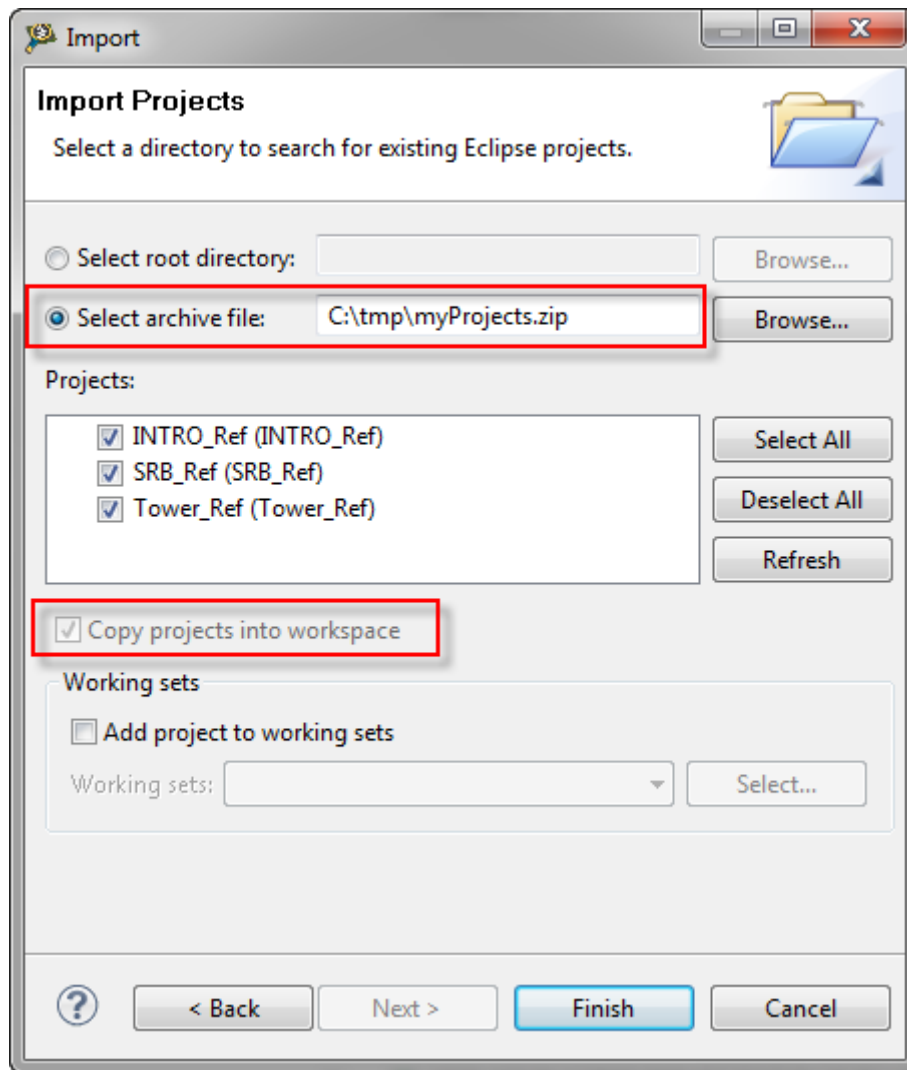 Import
Import Projects
Select a directory to search for existing Eclipse projects.
Select root directory:
Browse...
Select archive file: C:\tmp\myProjects.zip Browse...
Projects:
INTRO_Ref (INTRO_Ref)
Select All
SRB_Ref (SRB_Ref)
Tower_Ref (Tower_Ref)
Deselect All
Refresh
Copy projects into workspace
Working sets
Add project to working sets
Working sets: Select...
? < Back Next > Finish Cancel